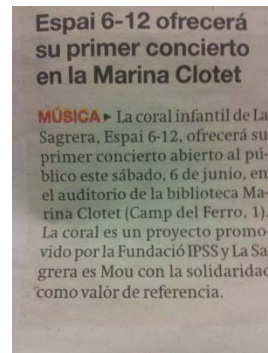 Espai 6-12 ofrecerá
su primer concierto
en la Marina Clotet
MÚSICA ▸ La coral infantil de La
Sagrera, Espai 6-12, ofrecerá su
primer concierto abierto al pú-
blico este sábado, 6 de junio, en
el auditorio de la biblioteca Ma-
rina Clotet (Camp del Ferro, 1).
La coral es un proyecto promo-
vido por la Fundació IPSS y La Sa
grera es Mou con la solidaridad
como valor de referencia.